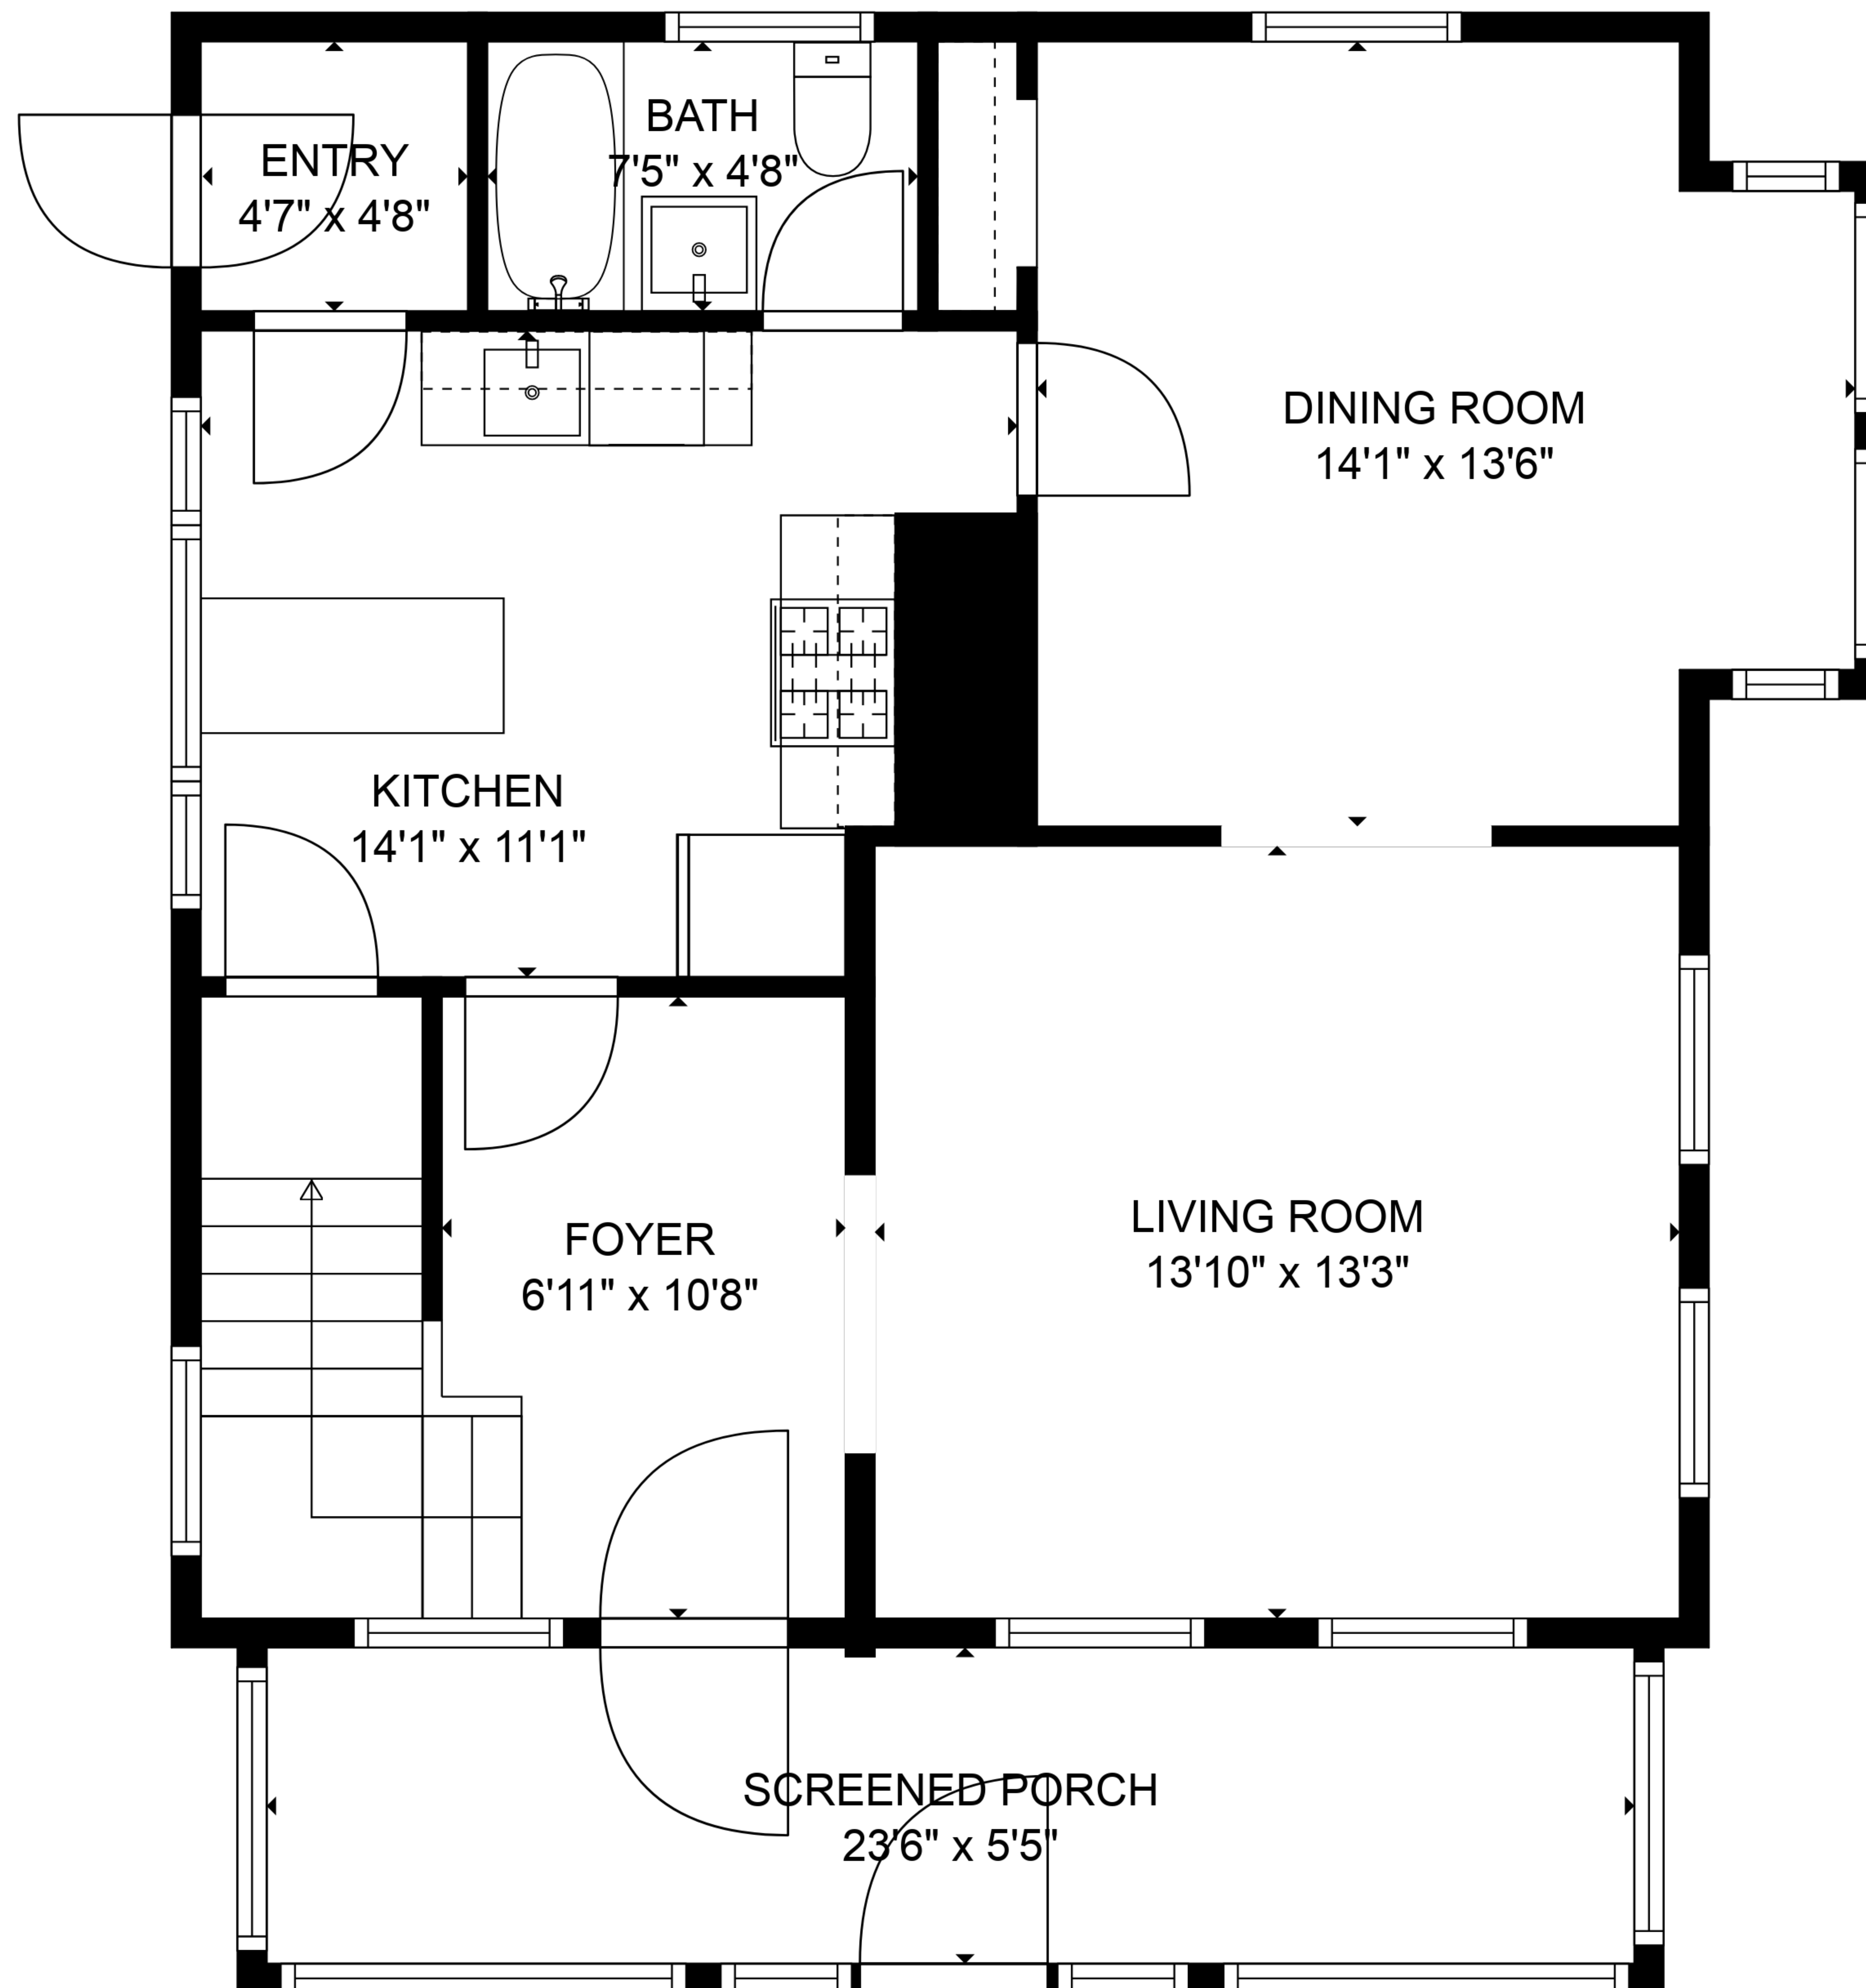 BATH
7'5" x 4'8"
ENTRY
4'7" x 4'8"
DINING ROOM
14'1" x 13'6"
KITCHEN
14'1" x 11'1"
LIVING ROOM
13'10" x 13'3"
FOYER
6'11" x 10'8"
SCREENED PORCH
23'6" x 5'5"